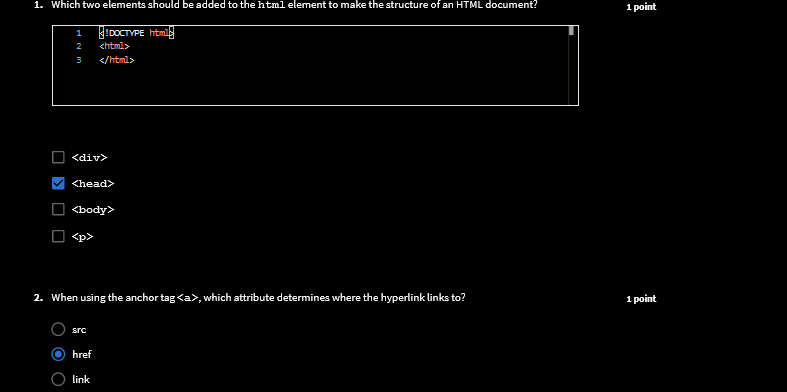 1. Which two elements should be added to the html element to make the structure of an HTML document?
1 point
1 <!DOCTYPE html>
2 <html>
3 </html>
<div>
<head>
<body>
<p>
2. When using the anchor tag <a>, which attribute determines where the hyperlink links to?
1 point
src
href
link